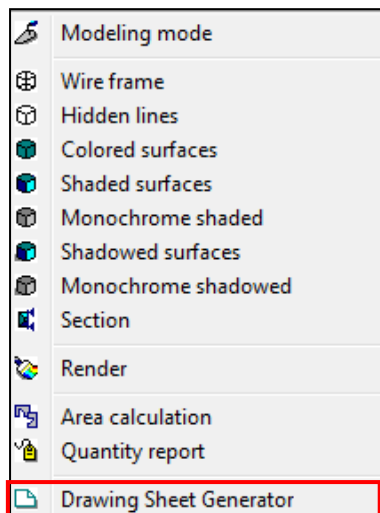 Modeling mode
Wire frame
Hidden lines
Colored surfaces
Shaded surfaces
Monochrome shaded
Shadowed surfaces
Monochrome shadowed
Section
Render
Area calculation
Quantity report
Drawing Sheet Generator